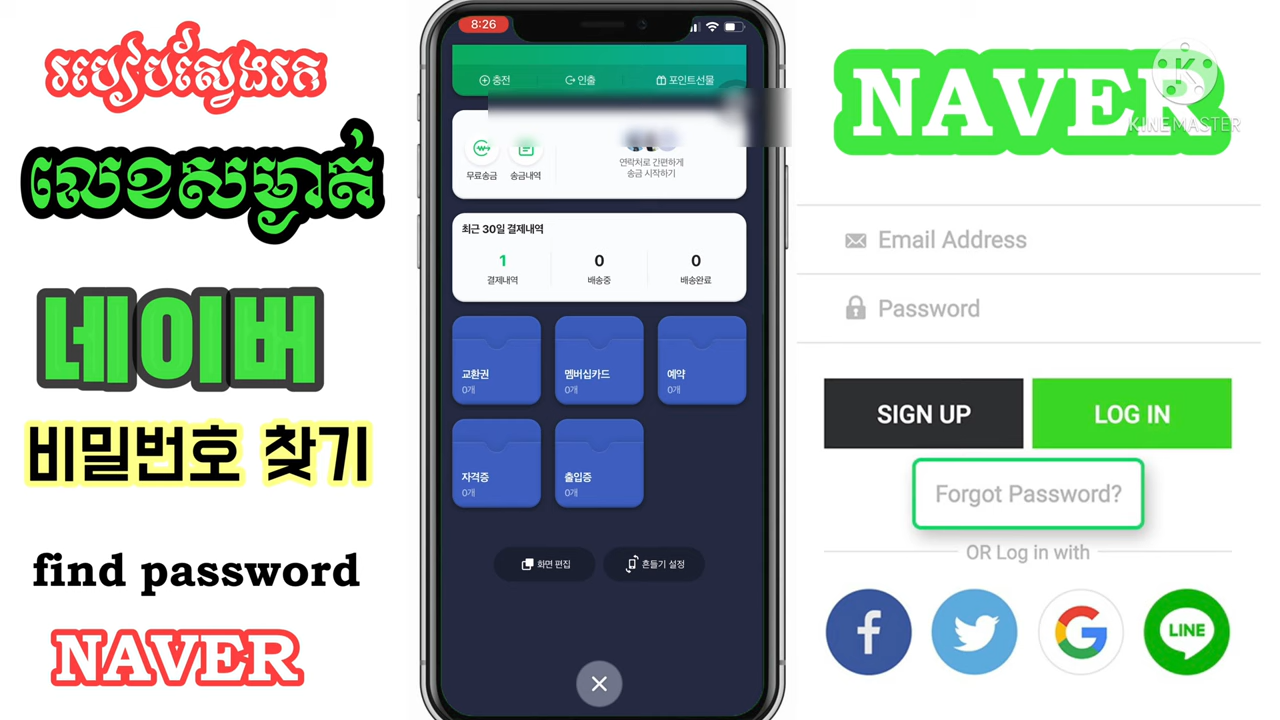 របៀបស្វែងរក
លេខសម្ងាត់
네이버
비밀번호 찾기
find password
NAVER
8:26
충전 인출 포인트선물
무료송금 송금내역
연락처로 간편하게
송금 시작하기
최근 30일 결제내역
1 0 0
결제내역 배송중 배송완료
교환권 멤버십카드 예약
0개 0개 0개
자격증 출입증
0개 0개
화면 편집 흔들기 설정
NAVER
K
KINEMASTER
Email Address
Password
SIGN UP LOG IN
Forgot Password?
OR Log in with
LINE